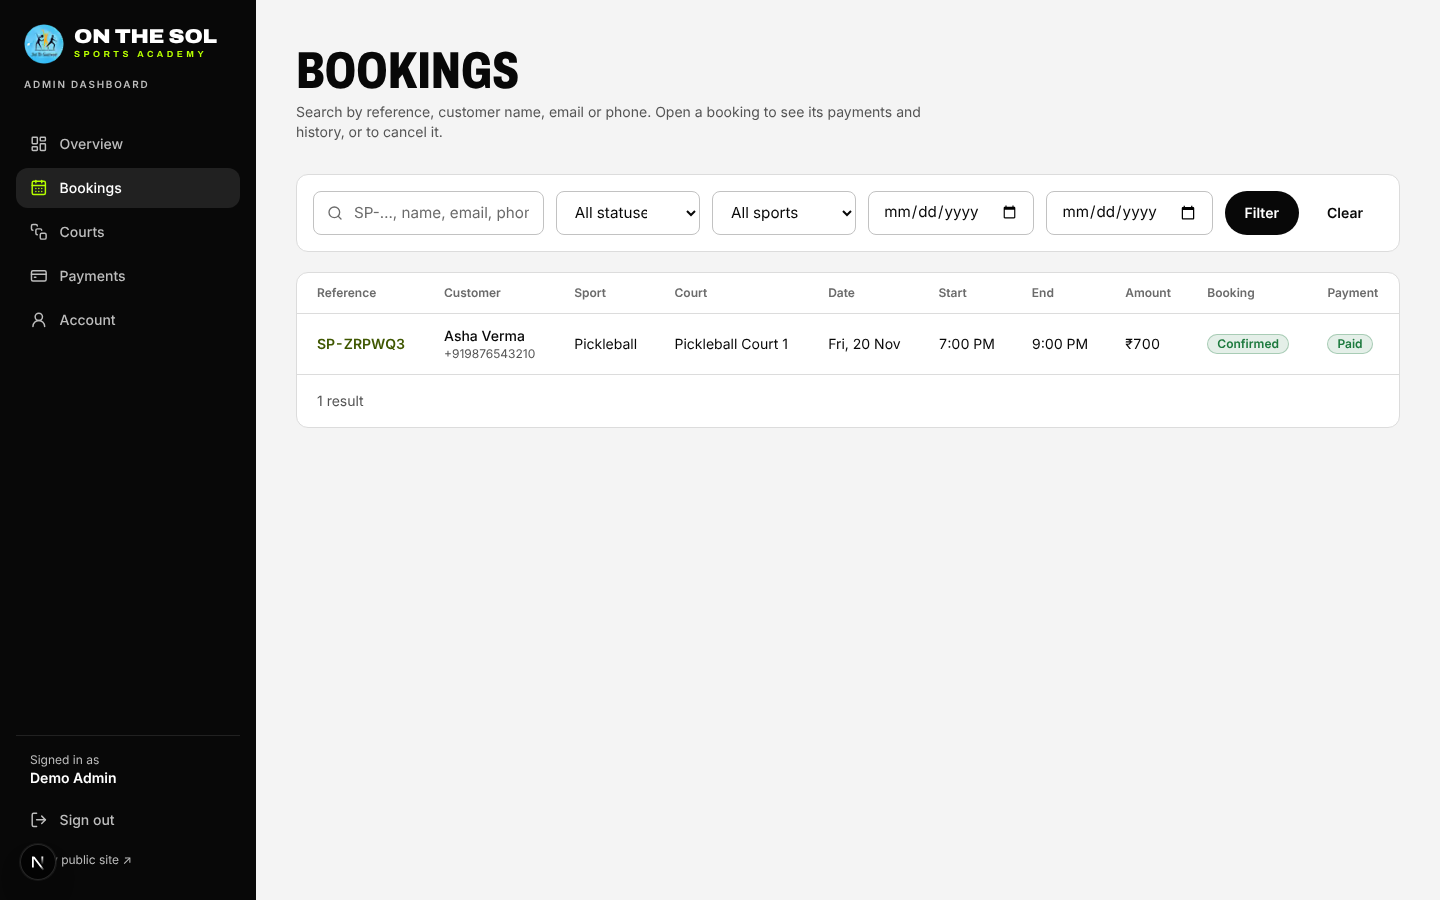 ON THE SOL
SPORTS ACADEMY
ADMIN DASHBOARD
Overview
Bookings
Courts
Payments
Account
Signed in as
Demo Admin
Sign out
public site ↗
N
BOOKINGS
Search by reference, customer name, email or phone. Open a booking to see its payments and
history, or to cancel it.
SP-…, name, email, phor All statuse All sports mm/dd/yyyy mm/dd/yyyy Filter Clear
Reference Customer Sport Court Date Start End Amount Booking Payment
SP-ZRPWQ3 Asha Verma Pickleball Pickleball Court 1 Fri, 20 Nov 7:00 PM 9:00 PM ₹700 Confirmed Paid
+919876543210
1 result